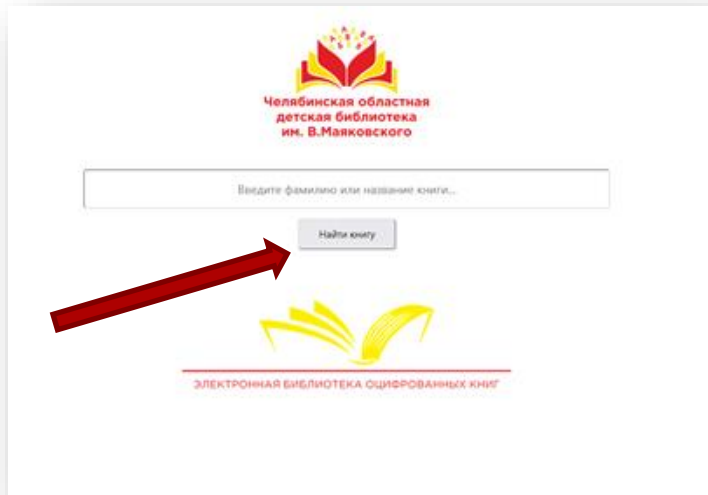 Челябинская областная
детская библиотека
им. В.Маяковского
Введите фамилию или название книги...
Найти книгу
ЭЛЕКТРОННАЯ БИБЛИОТЕКА ОЦИФРОВАННЫХ КНИГ